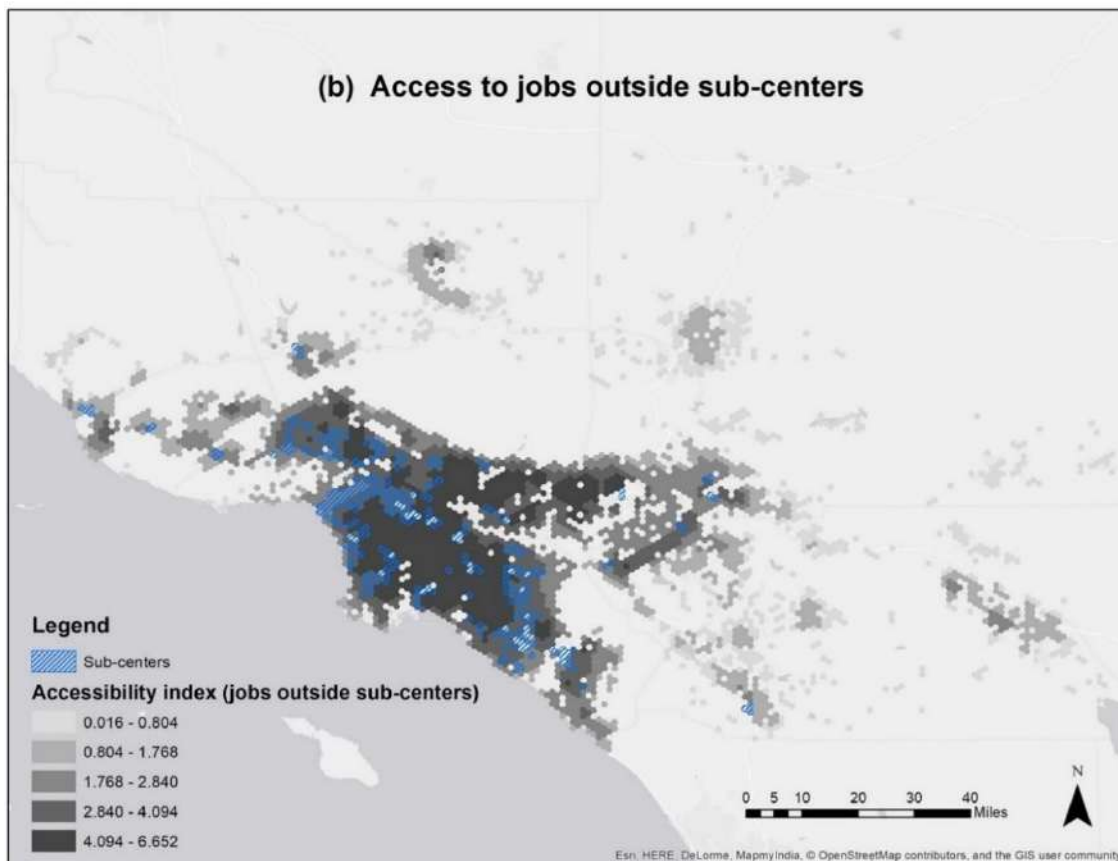 (b) Access to jobs outside sub-centers
Legend
Sub-centers
Accessibility index (jobs outside sub-centers)
0.016 - 0.804
0.804 - 1.768
1.768 - 2.840
2.840 - 4.094
4.094 - 6.652
N
0 5 10 20 30 40
Miles
Esri, HERE, DeLorme, MapmyIndia, © OpenStreetMap contributors, and the GIS user community